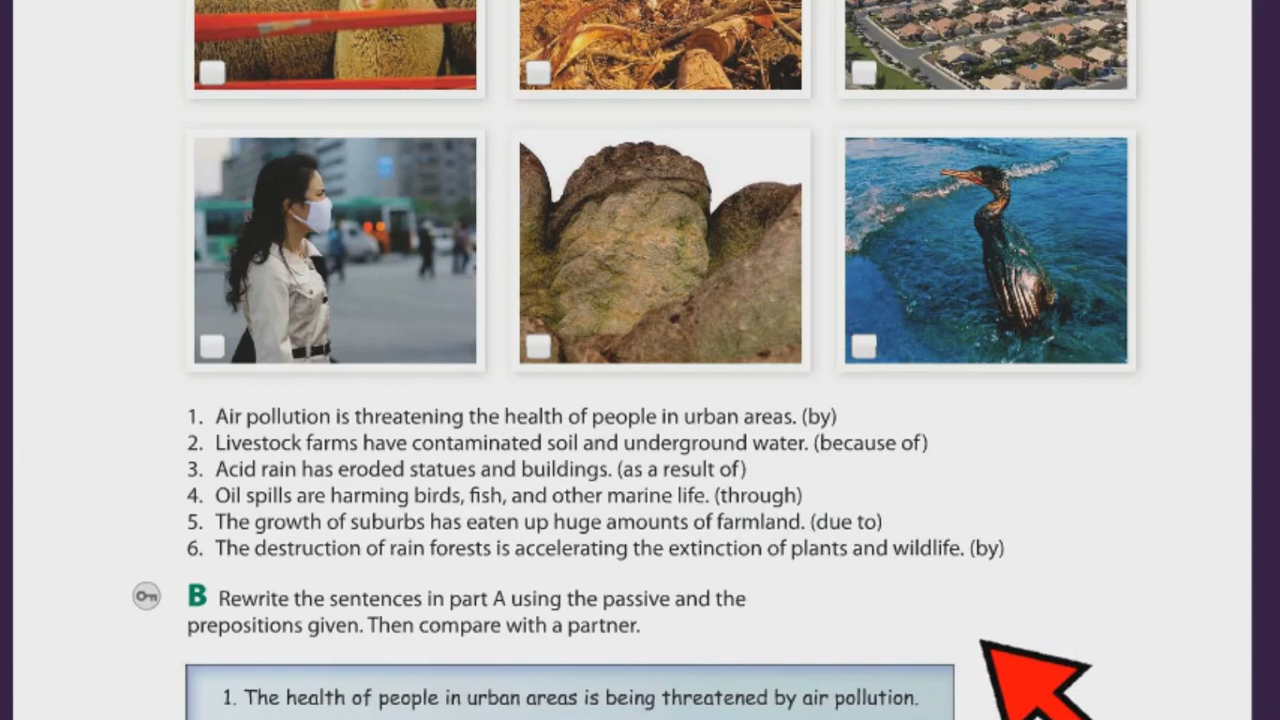 1. Air pollution is threatening the health of people in urban areas. (by)
2. Livestock farms have contaminated soil and underground water. (because of)
3. Acid rain has eroded statues and buildings. (as a result of)
4. Oil spills are harming birds, fish, and other marine life. (through)
5. The growth of suburbs has eaten up huge amounts of farmland. (due to)
6. The destruction of rain forests is accelerating the extinction of plants and wildlife. (by)
B Rewrite the sentences in part A using the passive and the
prepositions given. Then compare with a partner.
1. The health of people in urban areas is being threatened by air pollution.